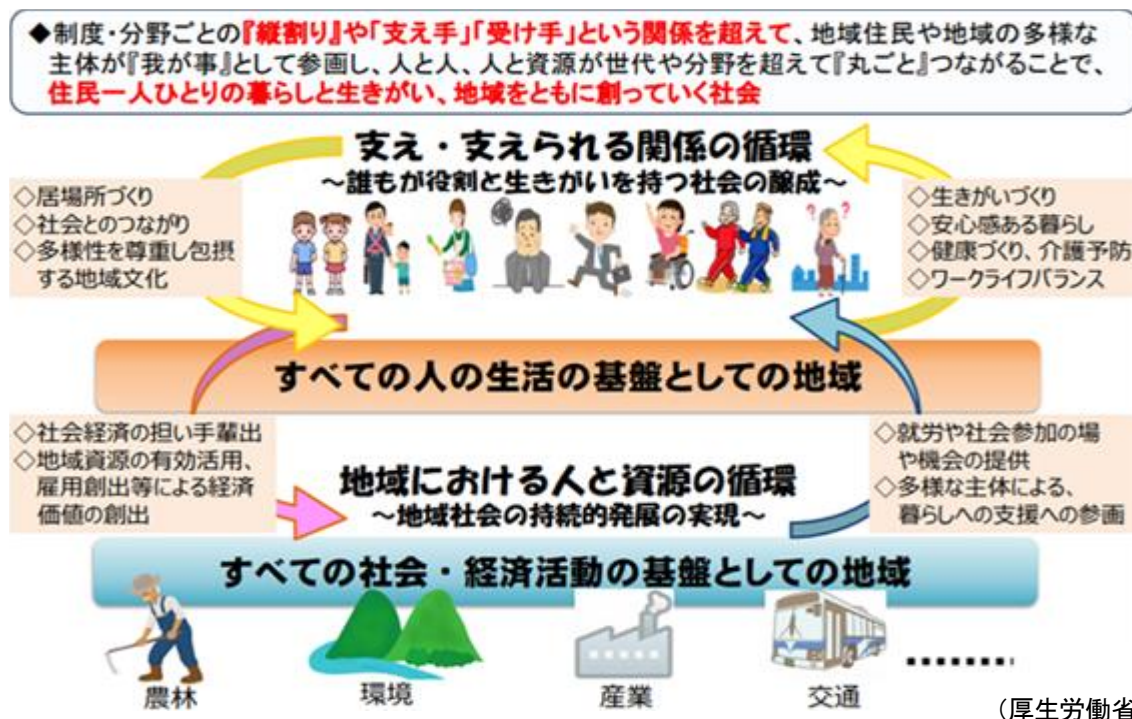 ◆制度・分野ごとの『縦割り』や「支え手」「受け手」という関係を超えて、地域住民や地域の多様な
主体が『我が事』として参画し、人と人、人と資源が世代や分野を超えて『丸ごと』つながることで、
住民一人ひとりの暮らしと生きがい、地域をともに創っていく社会
支え・支えられる関係の循環
～誰もが役割と生きがいを持つ社会の醸成～
◇居場所づくり
◇社会とのつながり
◇多様性を尊重し包摂
する地域文化
◇生きがいづくり
◇安心感ある暮らし
◇健康づくり、介護予防
◇ワークライフバランス
すべての人の生活の基盤としての地域
◇社会経済の担い手輩出
◇地域資源の有効活用、
雇用創出等による経済
価値の創出
地域における人と資源の循環
～地域社会の持続的発展の実現～
◇就労や社会参加の場
や機会の提供
◇多様な主体による、
暮らしへの支援への参画
すべての社会・経済活動の基盤としての地域
農林
環境
産業
交通
(厚生労働省